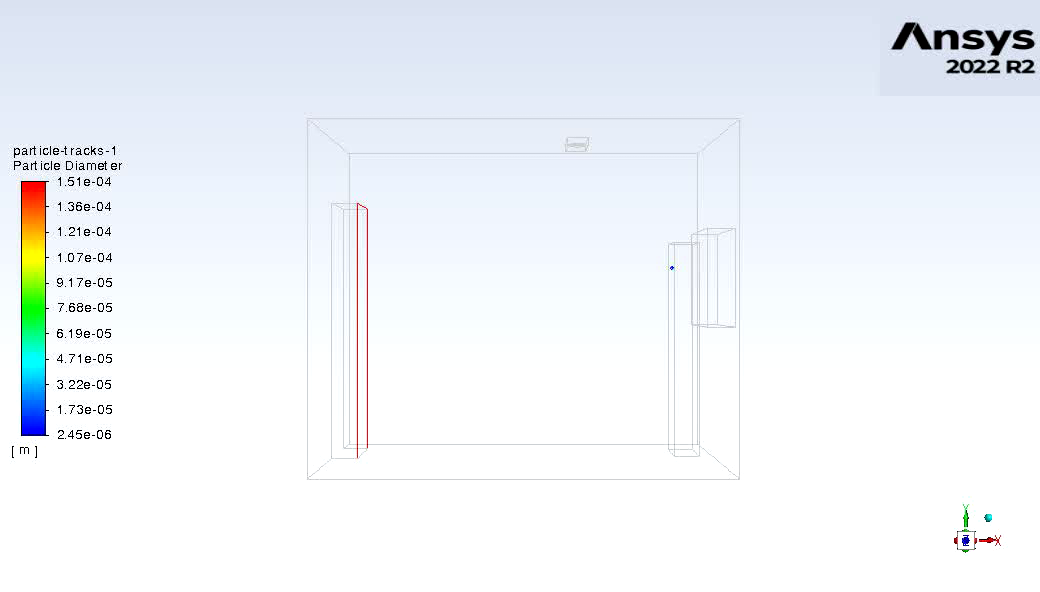 Ansys
2022 R2
particle-tracks-1
Particle Diameter
1.51e-04
1.36e-04
1.21e-04
1.07e-04
9.17e-05
7.68e-05
6.19e-05
4.71e-05
3.22e-05
1.73e-05
2.45e-06
[ m ]
Y
X